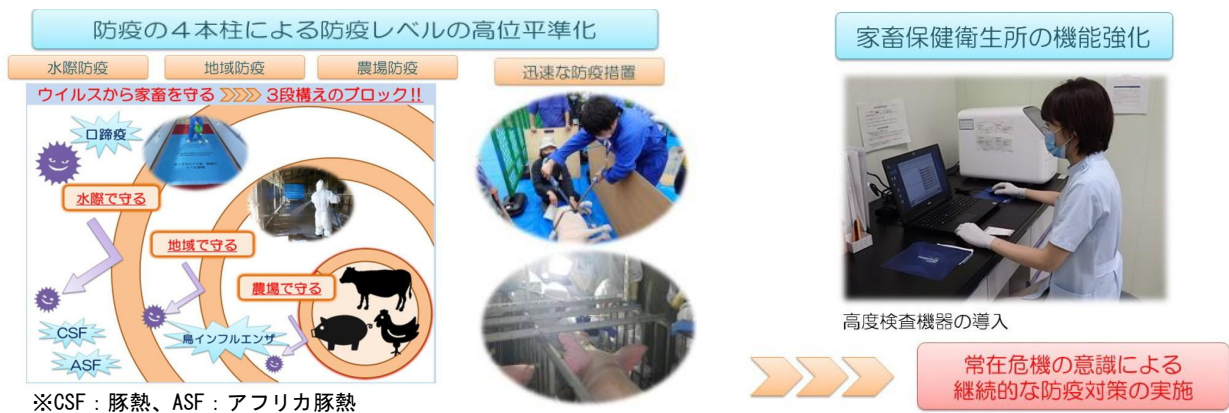 防疫の４本柱による防疫レベルの高位平準化
水際防疫
地域防疫
農場防疫
迅速な防疫措置
ウイルスから家畜を守る 3段構えのブロック!!
口蹄疫
水際で守る
地域で守る
農場で守る
CSF
ASF
鳥インフルエンザ
※CSF：豚熱、ASF：アフリカ豚熱
家畜保健衛生所の機能強化
高度検査機器の導入
常在危機の意識による
継続的な防疫対策の実施